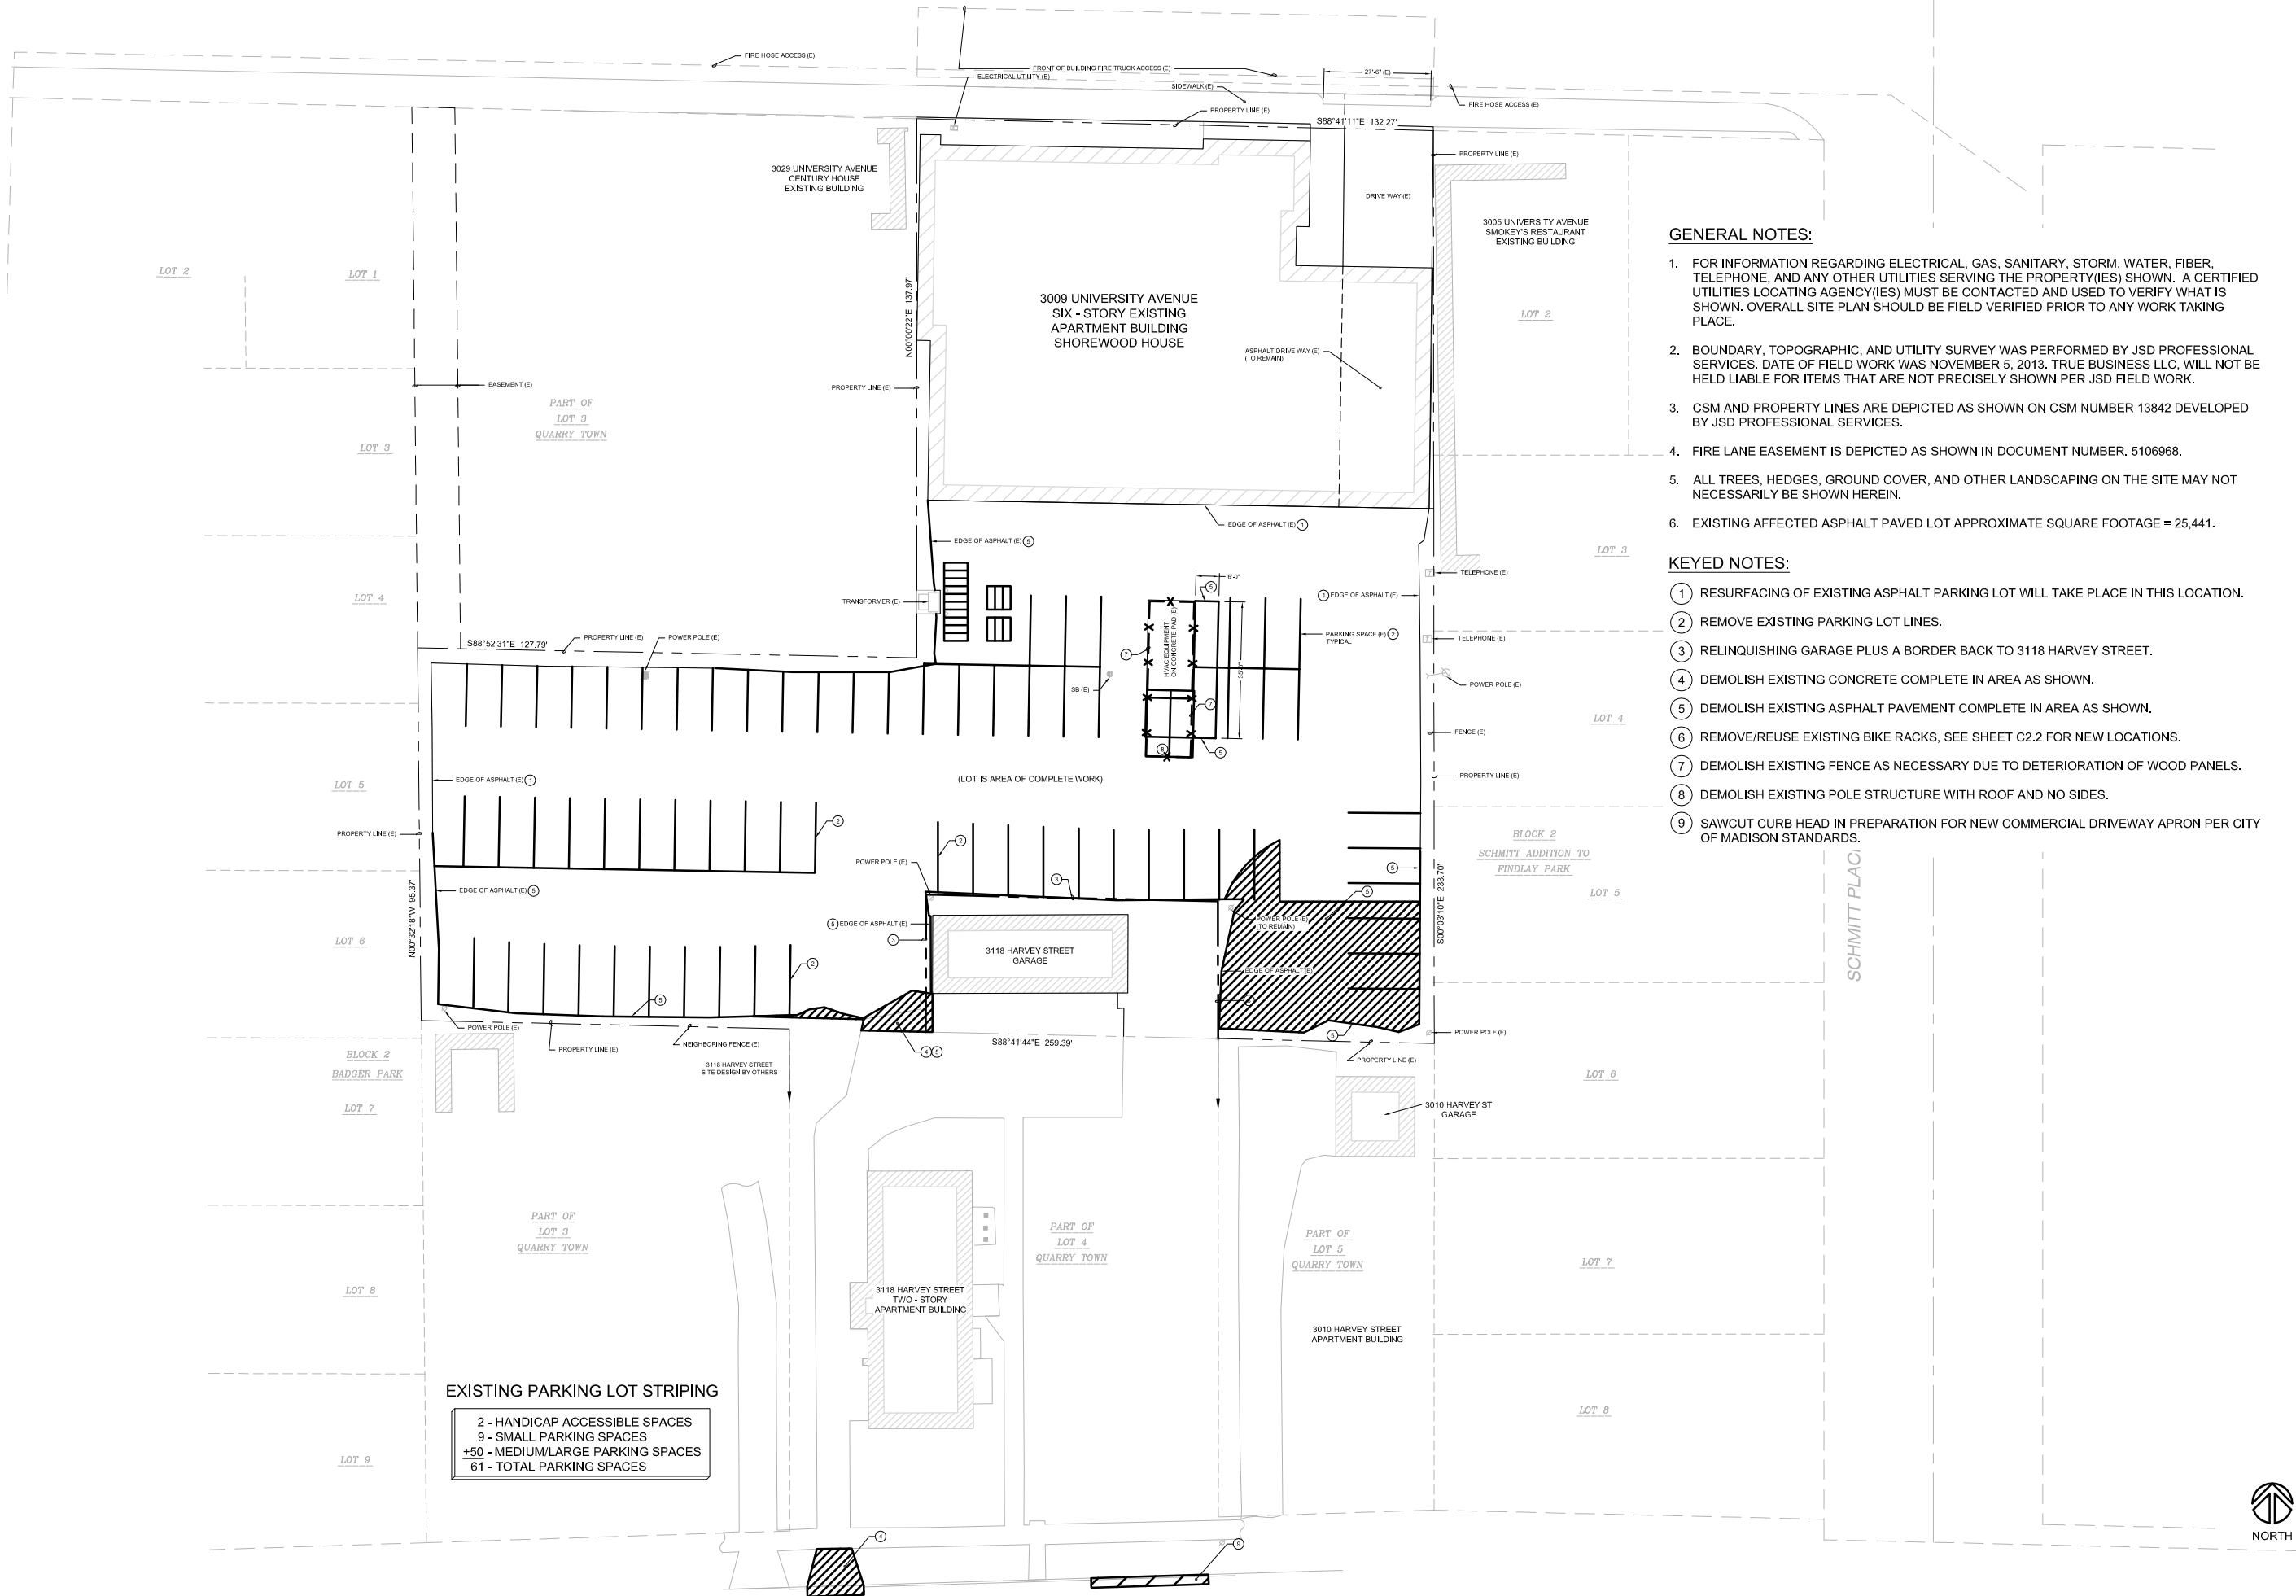 FIRE HOSE ACCESS (E)
FRONT OF BUILDING FIRE TRUCK ACCESS (E)
ELECTRICAL UTILITY (E)
27'-6" (E)
SIDEWALK (E)
FIRE HOSE ACCESS (E)
PROPERTY LINE (E)
S88°41'11"E 132.27'
PROPERTY LINE (E)
3029 UNIVERSITY AVENUE
CENTURY HOUSE
EXISTING BUILDING
DRIVE WAY (E)
3005 UNIVERSITY AVENUE
SMOKEY'S RESTAURANT
EXISTING BUILDING
LOT 2
LOT 1
LOT 2
N00°00'22"E 137.97'
3009 UNIVERSITY AVENUE
SIX - STORY EXISTING
APARTMENT BUILDING
SHOREWOOD HOUSE
ASPHALT DRIVE WAY (E)
(TO REMAIN)
EASEMENT (E)
PROPERTY LINE (E)
PART OF
LOT 3
QUARRY TOWN
LOT 3
EDGE OF ASPHALT (E) 1
EDGE OF ASPHALT (E) 5
LOT 3
TELEPHONE (E)
6'-0"
5
LOT 4
TRANSFORMER (E)
1 EDGE OF ASPHALT (E)
HVAC EQUIPMENT
ON CONCRETE PAD (E)
35'-0"
PARKING SPACE (E) 2
TYPICAL
TELEPHONE (E)
S88°52'31"E 127.79'
PROPERTY LINE (E)
POWER POLE (E)
7
SB (E)
POWER POLE (E)
7
LOT 4
FENCE (E)
8
5
EDGE OF ASPHALT (E) 1
(LOT IS AREA OF COMPLETE WORK)
PROPERTY LINE (E)
LOT 5
PROPERTY LINE (E)
2
2
BLOCK 2
SCHMITT ADDITION TO
FINDLAY PARK
POWER POLE (E)
5
3
5
EDGE OF ASPHALT (E) 5
LOT 5
N00°32'18"W 95.37'
S00°03'10"E 233.70'
SCHMITT PLAC
5 EDGE OF ASPHALT (E)
POWER POLE (E)
(TO REMAIN)
3
LOT 6
3118 HARVEY STREET
GARAGE
2
EDGE OF ASPHALT (E)
5
3
POWER POLE (E)
POWER POLE (E)
5
PROPERTY LINE (E)
NEIGHBORING FENCE (E)
4 5
S88°41'44"E 259.39'
PROPERTY LINE (E)
3118 HARVEY STREET
SITE DESIGN BY OTHERS
BLOCK 2
BADGER PARK
LOT 7
LOT 6
3010 HARVEY ST
GARAGE
PART OF
LOT 3
QUARRY TOWN
PART OF
LOT 4
QUARRY TOWN
PART OF
LOT 5
QUARRY TOWN
LOT 7
LOT 8
3118 HARVEY STREET
TWO - STORY
APARTMENT BUILDING
3010 HARVEY STREET
APARTMENT BUILDING
LOT 8
LOT 9
4
9
EXISTING PARKING LOT STRIPING
2 - HANDICAP ACCESSIBLE SPACES
9 - SMALL PARKING SPACES
+50 - MEDIUM/LARGE PARKING SPACES
61 - TOTAL PARKING SPACES
GENERAL NOTES:
1. FOR INFORMATION REGARDING ELECTRICAL, GAS, SANITARY, STORM, WATER, FIBER,
TELEPHONE, AND ANY OTHER UTILITIES SERVING THE PROPERTY(IES) SHOWN. A CERTIFIED
UTILITIES LOCATING AGENCY(IES) MUST BE CONTACTED AND USED TO VERIFY WHAT IS
SHOWN. OVERALL SITE PLAN SHOULD BE FIELD VERIFIED PRIOR TO ANY WORK TAKING
PLACE.
2. BOUNDARY, TOPOGRAPHIC, AND UTILITY SURVEY WAS PERFORMED BY JSD PROFESSIONAL
SERVICES. DATE OF FIELD WORK WAS NOVEMBER 5, 2013. TRUE BUSINESS LLC, WILL NOT BE
HELD LIABLE FOR ITEMS THAT ARE NOT PRECISELY SHOWN PER JSD FIELD WORK.
3. CSM AND PROPERTY LINES ARE DEPICTED AS SHOWN ON CSM NUMBER 13842 DEVELOPED
BY JSD PROFESSIONAL SERVICES.
4. FIRE LANE EASEMENT IS DEPICTED AS SHOWN IN DOCUMENT NUMBER. 5106968.
5. ALL TREES, HEDGES, GROUND COVER, AND OTHER LANDSCAPING ON THE SITE MAY NOT
NECESSARILY BE SHOWN HEREIN.
6. EXISTING AFFECTED ASPHALT PAVED LOT APPROXIMATE SQUARE FOOTAGE = 25,441.
KEYED NOTES:
1 RESURFACING OF EXISTING ASPHALT PARKING LOT WILL TAKE PLACE IN THIS LOCATION.
2 REMOVE EXISTING PARKING LOT LINES.
3 RELINQUISHING GARAGE PLUS A BORDER BACK TO 3118 HARVEY STREET.
4 DEMOLISH EXISTING CONCRETE COMPLETE IN AREA AS SHOWN.
5 DEMOLISH EXISTING ASPHALT PAVEMENT COMPLETE IN AREA AS SHOWN.
6 REMOVE/REUSE EXISTING BIKE RACKS, SEE SHEET C2.2 FOR NEW LOCATIONS.
7 DEMOLISH EXISTING FENCE AS NECESSARY DUE TO DETERIORATION OF WOOD PANELS.
8 DEMOLISH EXISTING POLE STRUCTURE WITH ROOF AND NO SIDES.
9 SAWCUT CURB HEAD IN PREPARATION FOR NEW COMMERCIAL DRIVEWAY APRON PER CITY
OF MADISON STANDARDS.
NORTH